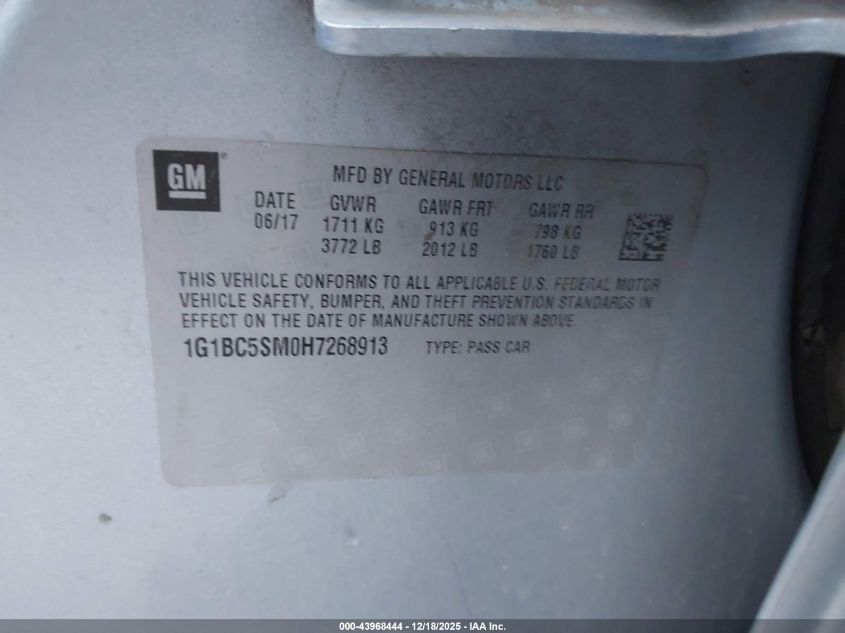 GM
MFD BY GENERAL MOTORS LLC
DATE GVWR GAWR FRT GAWR RR
06/17 1711 KG 913 KG 798 KG
3772 LB 2012 LB 1760 LB
THIS VEHICLE CONFORMS TO ALL APPLICABLE U.S. FEDERAL MOTOR
VEHICLE SAFETY, BUMPER, AND THEFT PREVENTION STANDARDS IN
EFFECT ON THE DATE OF MANUFACTURE SHOWN ABOVE.
1G1BC5SM0H7268913 TYPE: PASS CAR
000-43968444 - 12/18/2025 - IAA Inc.